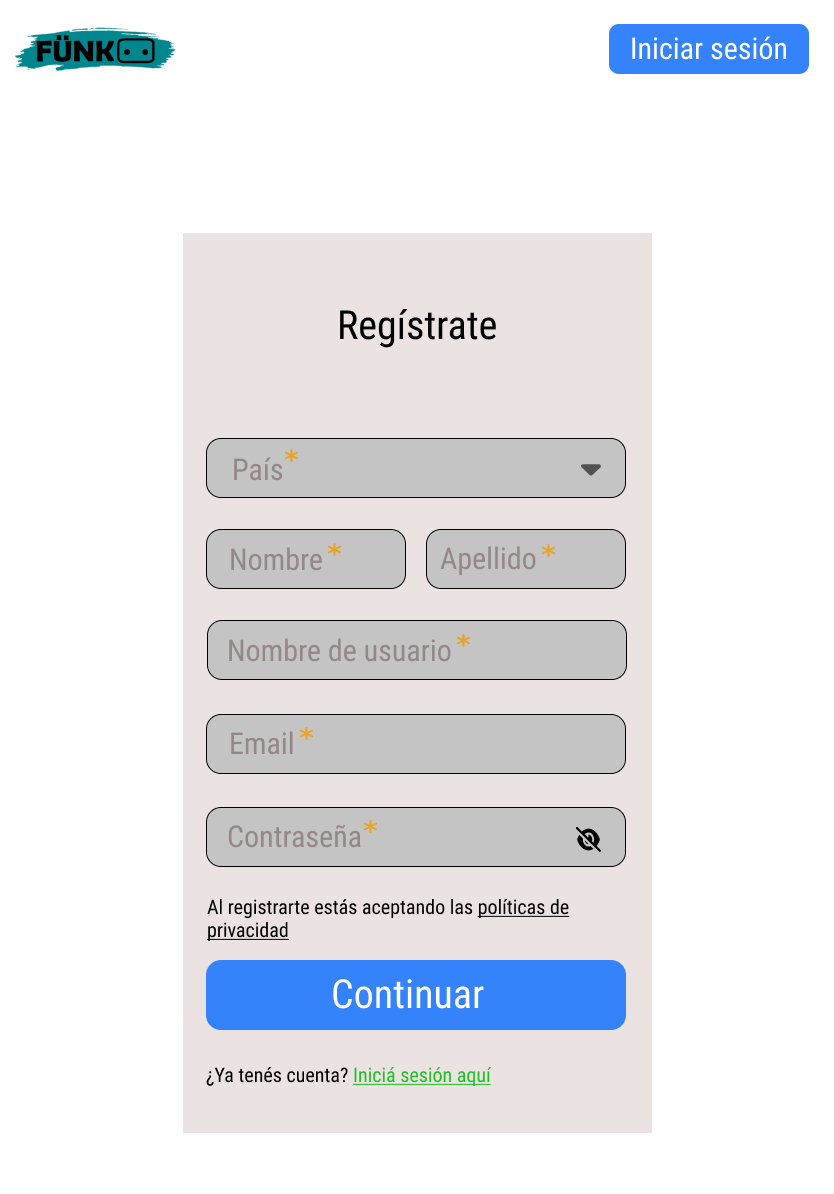 FÜNK
Iniciar sesión
Regístrate
País*
Nombre* Apellido*
Nombre de usuario*
Email*
Contraseña*
Al registrarte estás aceptando las políticas de
privacidad
Continuar
¿Ya tenés cuenta? Iniciá sesión aquí